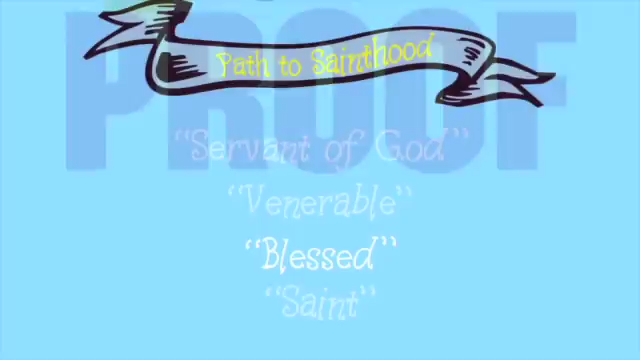 PROOF
Path to Sainthood
“Servant of God”
“Venerable”
“Blessed”
“Saint”